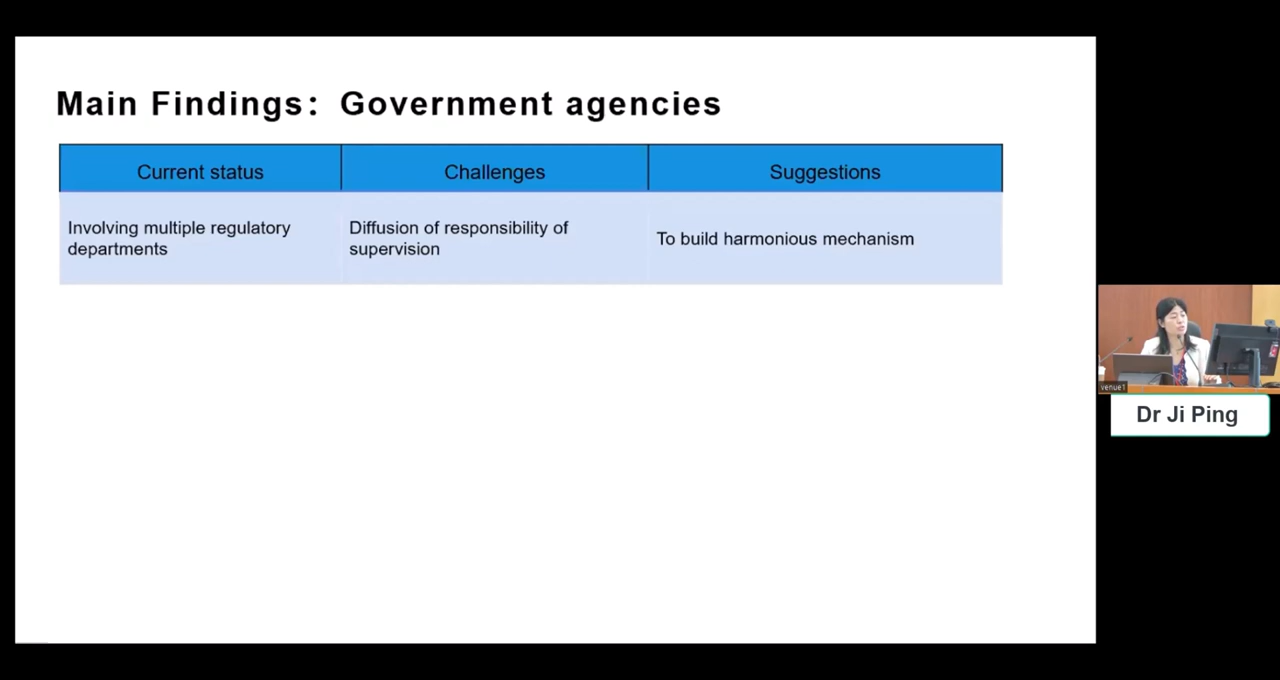 Main Findings: Government agencies
Current status
Challenges
Suggestions
Involving multiple regulatory
departments
Diffusion of responsibility of
supervision
To build harmonious mechanism
venue1
Dr Ji Ping